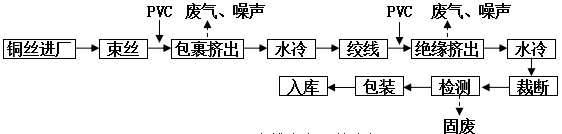 PVC 废气、噪声 PVC 废气、噪声
铜丝进厂 束丝 包裹挤出 水冷 绞线 绝缘挤出 水冷
入库 包装 检测 裁断
固废